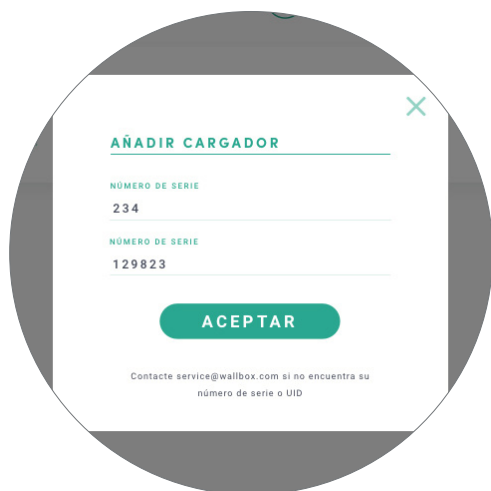 AÑADIR CARGADOR
NÚMERO DE SERIE
234
NÚMERO DE SERIE
129823
ACEPTAR
Contacte service@wallbox.com si no encuentra su
número de serie o UID